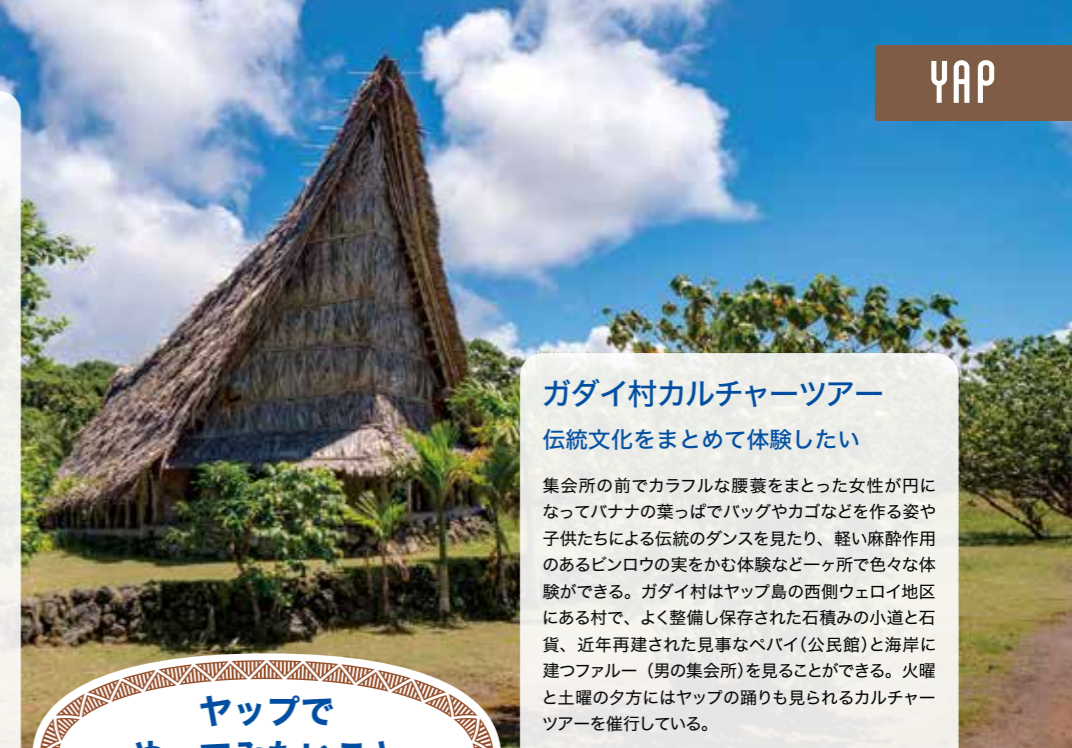 YAP
ガダイ村カルチャーツアー
伝統文化をまとめて体験したい
集会所の前でカラフルな腰蓑をまとった女性が円に
なってバナナの葉っぱでバッグやカゴなどを作る姿や
子供たちによる伝統のダンスを見たり、軽い麻酔作用
のあるビンロウの実をかむ体験など一ヶ所で色々な体
験ができる。ガダイ村はヤップ島の西側ウェロイ地区
にある村で、よく整備し保存された石積みの小道と石
貨、近年再建された見事なペバイ(公民館)と海岸に
建つファルー（男の集会所)を見ることができる。火曜
と土曜の夕方にはヤップの踊りも見られるカルチャー
ツアーを催行している。
ヤップで
やってみたいこと